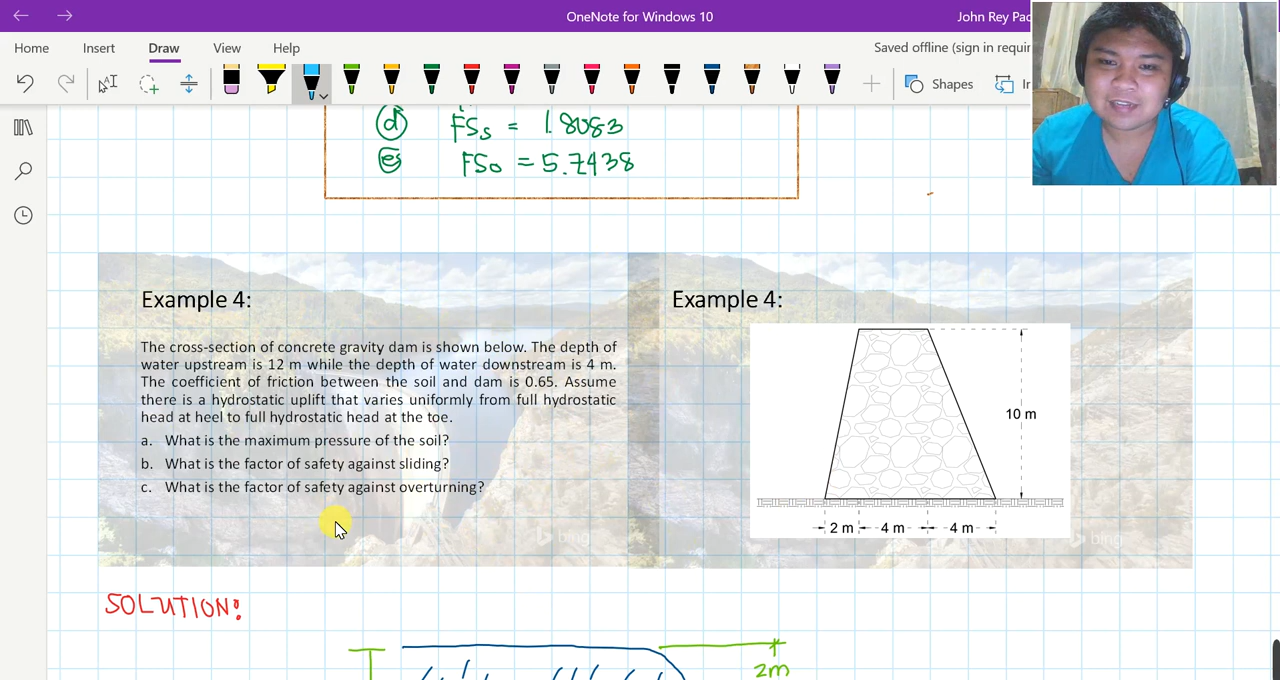 OneNote for Windows 10
John Rey Pac
Home Insert Draw View Help
Saved offline (sign in requir
Shapes
In
d FSs = 1.8083
e FSo = 5.7438
Example 4:
The cross-section of concrete gravity dam is shown below. The depth of
water upstream is 12 m while the depth of water downstream is 4 m.
The coefficient of friction between the soil and dam is 0.65. Assume
there is a hydrostatic uplift that varies uniformly from full hydrostatic
head at heel to full hydrostatic head at the toe.
a. What is the maximum pressure of the soil?
b. What is the factor of safety against sliding?
c. What is the factor of safety against overturning?
bing
Example 4:
10 m
2 m 4 m 4 m
bing
SOLUTION:
2m